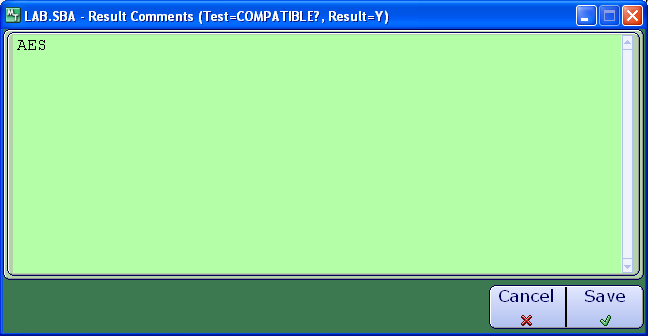 LAB.SBA - Result Comments (Test=COMPATIBLE?, Result=Y)
AES
Cancel
Save